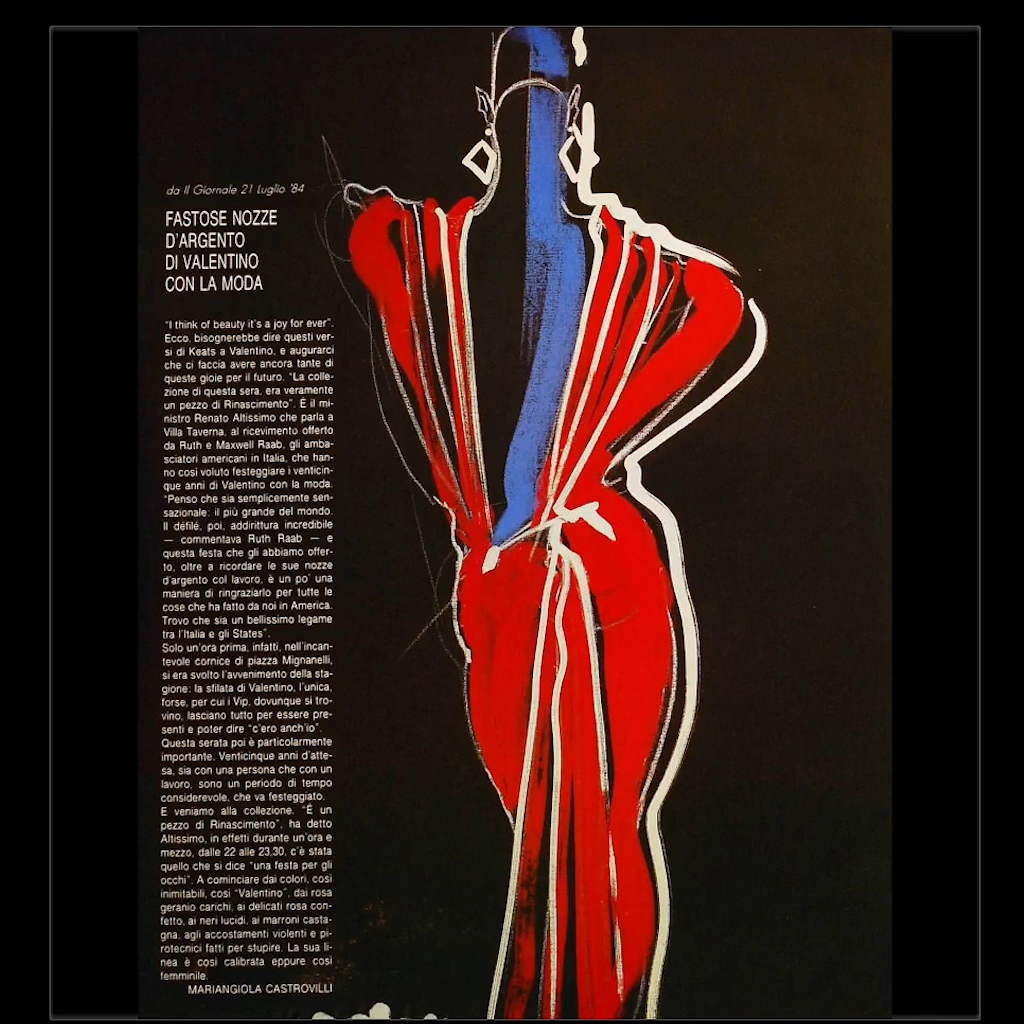 da Il Giornale 21 Luglio '84
FASTOSE NOZZE
D'ARGENTO
DI VALENTINO
CON LA MODA
"I think of beauty it's a joy for ever".
Ecco, bisognerebbe dire questi ver-
si di Keats a Valentino, e augurarci
che ci faccia avere ancora tante di
queste gioie per il futuro. "La colle-
zione di questa sera, era veramente
un pezzo di Rinascimento". È il mi-
nistro Renato Altissimo che parla a
Villa Taverna, al ricevimento offerto
da Ruth e Maxwell Raab, gli amba-
sciatori americani in Italia, che han-
no così voluto festeggiare i venticin-
que anni di Valentino con la moda.
"Penso che sia semplicemente sen-
sazionale: il più grande del mondo.
Il défilé, poi, addirittura incredibile
— commentava Ruth Raab — e
questa festa che gli abbiamo offer-
to, oltre a ricordare le sue nozze
d'argento col lavoro, è un po' una
maniera di ringraziarlo per tutte le
cose che ha fatto da noi in America.
Trovo che sia un bellissimo legame
tra l'Italia e gli States".
Solo un'ora prima, infatti, nell'incan-
tevole cornice di piazza Mignanelli,
si era svolto l'avvenimento della sta-
gione: la sfilata di Valentino, l'unica,
forse, per cui i Vip, dovunque si tro-
vino, lasciano tutto per essere pre-
senti e poter dire "c'ero anch'io".
Questa serata poi è particolarmente
importante. Venticinque anni d'atte-
sa, sia con una persona che con un
lavoro, sono un periodo di tempo
considerevole, che va festeggiato.
E veniamo alla collezione. "È un
pezzo di Rinascimento", ha detto
Altissimo, in effetti durante un'ora e
mezzo, dalle 22 alle 23,30, c'è stata
quello che si dice "una festa per gli
occhi". A cominciare dai colori, così
inimitabili, così "Valentino", dai rosa
geranio carichi, ai delicati rosa con-
fetto, ai neri lucidi, ai marroni casta-
gna, agli accostamenti violenti e pi-
rotecnici fatti per stupire. La sua li-
nea è così calibrata eppure così
femminile.
MARIANGIOLA CASTROVILLI